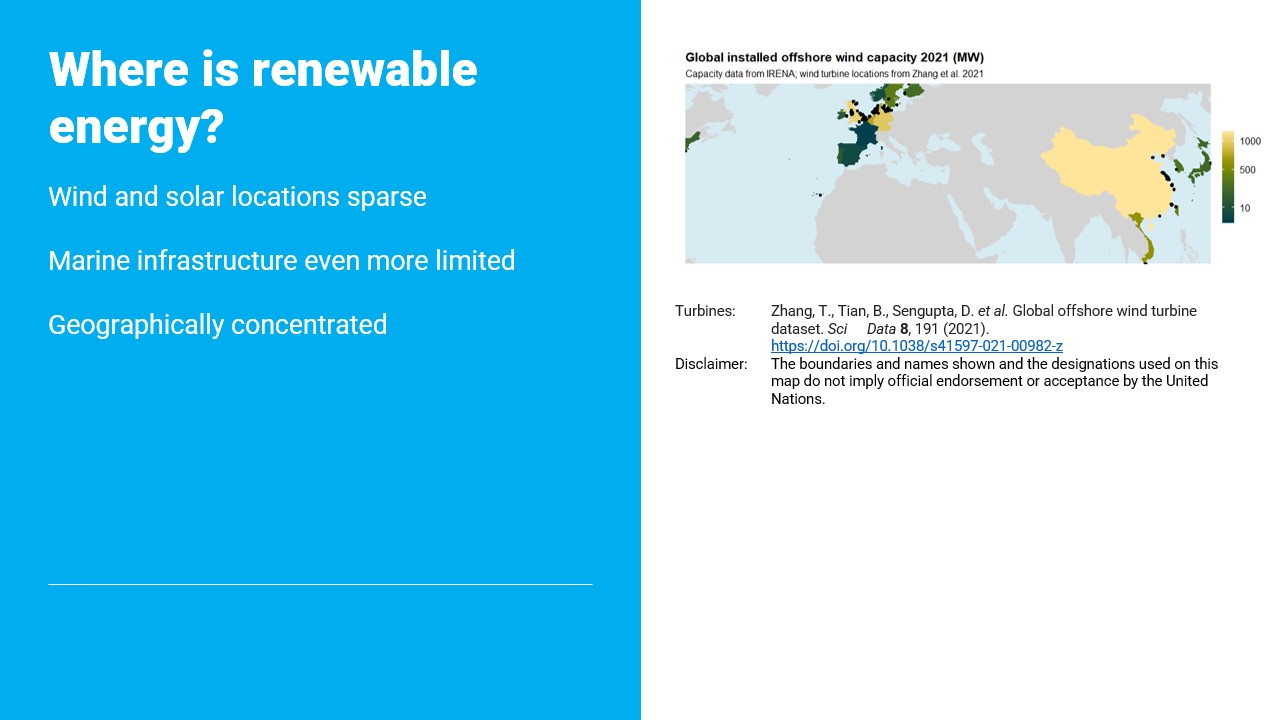 Where is renewable
energy?
Wind and solar locations sparse
Marine infrastructure even more limited
Geographically concentrated
Global installed offshore wind capacity 2021 (MW)
Capacity data from IRENA; wind turbine locations from Zhang et al. 2021
1000
500
10
Turbines: Zhang, T., Tian, B., Sengupta, D. et al. Global offshore wind turbine
dataset. Sci Data 8, 191 (2021).
https://doi.org/10.1038/s41597-021-00982-z
Disclaimer: The boundaries and names shown and the designations used on this
map do not imply official endorsement or acceptance by the United
Nations.